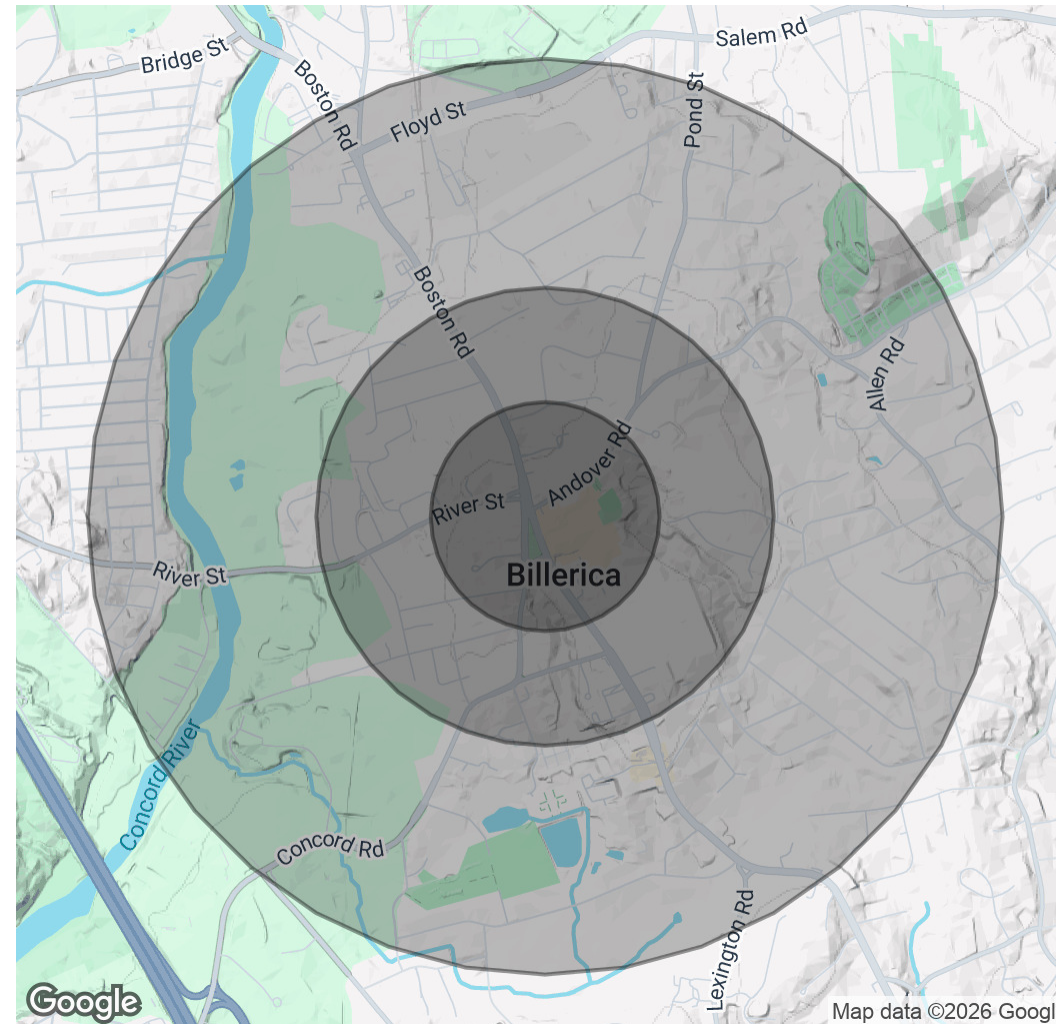 Salem Rd
Bridge St
Boston Rd
Floyd St
Pond St
Boston Rd
Allen Rd
Andover Rd
River St
Billerica
River St
Concord River
Concord Rd
Lexington Rd
Google
Map data ©2026 Googl